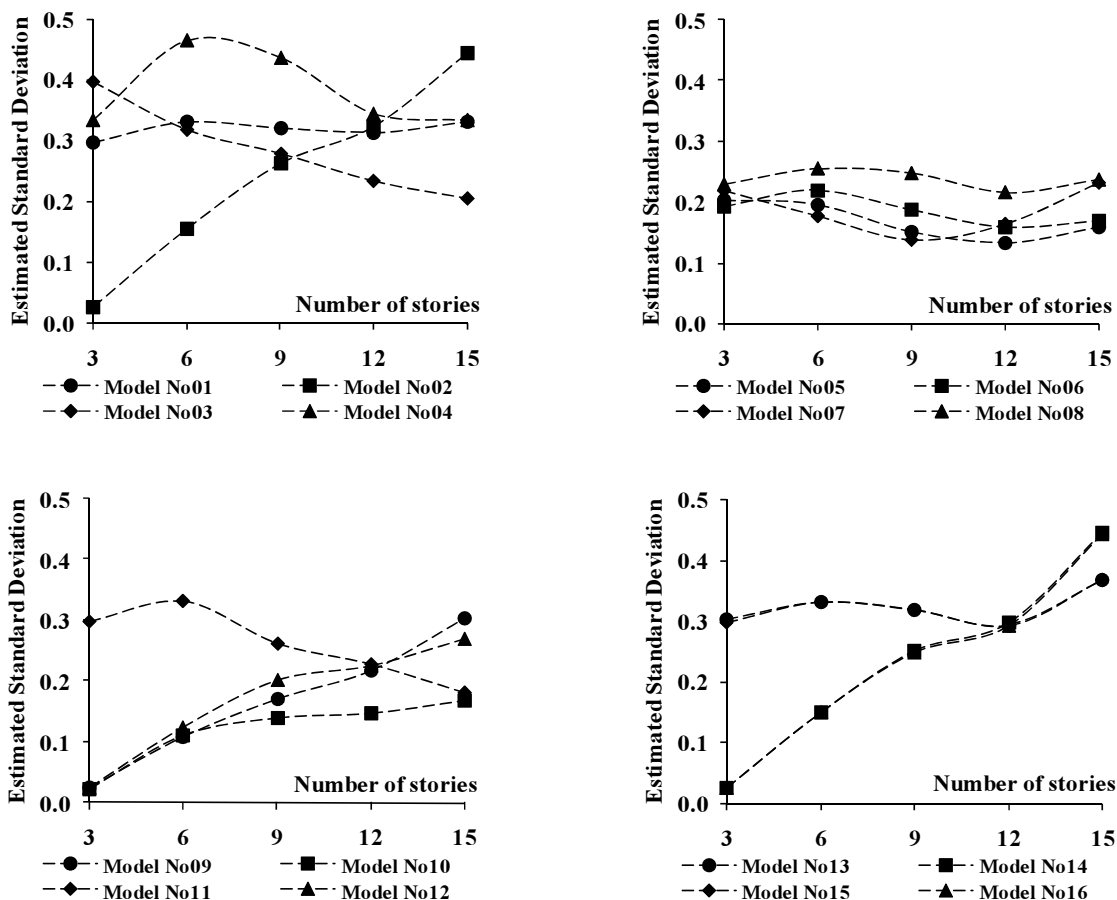 Estimated Standard Deviation
0.5
0.4
0.3
0.2
0.1
0.0
Number of stories
3 6 9 12 15
Model No01 Model No02
Model No03 Model No04
Estimated Standard Deviation
0.5
0.4
0.3
0.2
0.1
0.0
Number of stories
3 6 9 12 15
Model No05 Model No06
Model No07 Model No08
Estimated Standard Deviation
0.5
0.4
0.3
0.2
0.1
0.0
Number of stories
3 6 9 12 15
Model No09 Model No10
Model No11 Model No12
Estimated Standard Deviation
0.5
0.4
0.3
0.2
0.1
0.0
Number of stories
3 6 9 12 15
Model No13 Model No14
Model No15 Model No16